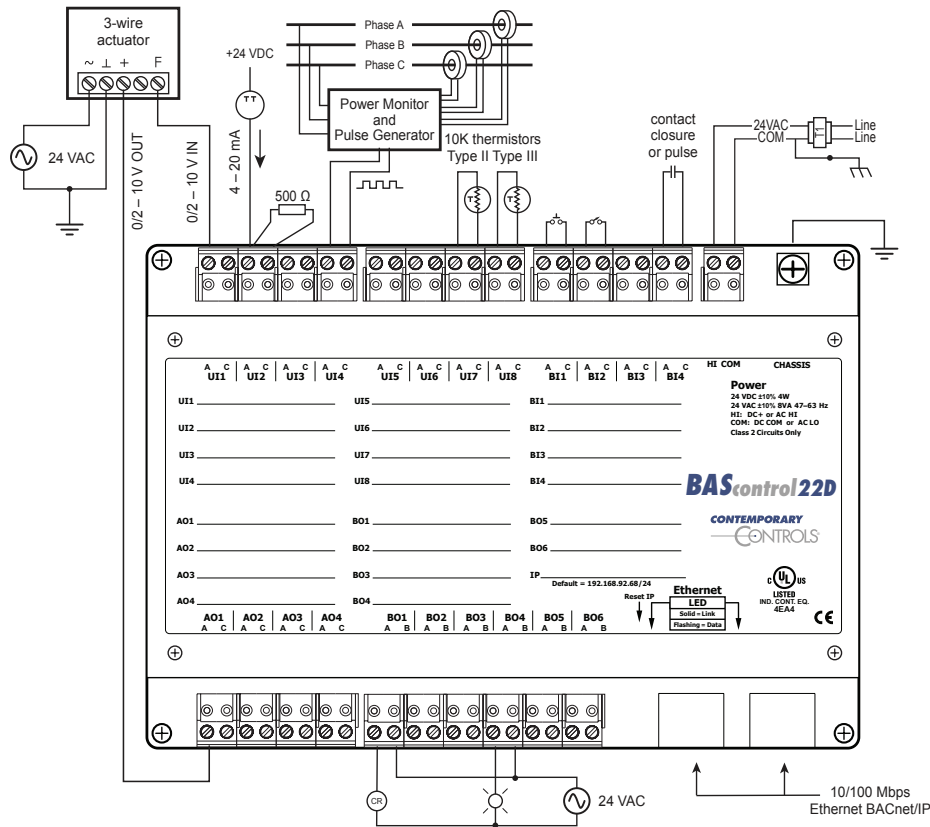 3-wire
actuator
~ ⊥ + F
24 VAC
0/2 – 10 V OUT
0/2 – 10 V IN
+24 VDC
TT
4 – 20 mA
500 Ω
Phase A
Phase B
Phase C
Power Monitor
and
Pulse Generator
10K thermistors
Type II Type III
T T
contact
closure
or pulse
24VAC
COM
T1
Line
Line
A C A C A C A C A C A C A C A C A C A C A C A C
UI1 UI2 UI3 UI4 UI5 UI6 UI7 UI8 BI1 BI2 BI3 BI4
HI COM CHASSIS
Power
24 VDC ±10% 4W
24 VAC ±10% 8VA 47–63 Hz
HI: DC+ or AC HI
COM: DC COM or AC LO
Class 2 Circuits Only
UI1 UI5 BI1
UI2 UI6 BI2
UI3 UI7 BI3
UI4 UI8 BI4
BAScontrol22D
CONTEMPORARY
CONTROLS®
AO1 BO1 BO5
AO2 BO2 BO6
AO3 BO3 IP
Default = 192.168.92.68/24
AO4 BO4
Reset IP
Ethernet
LED
Solid = Link
Flashing = Data
C UL US
LISTED
IND. CONT. EQ.
4EA4
CE
AO1 AO2 AO3 AO4 BO1 BO2 BO3 BO4 BO5 BO6
A C A C A C A C A B A B A B A B A B A B
CR
24 VAC
10/100 Mbps
Ethernet BACnet/IP